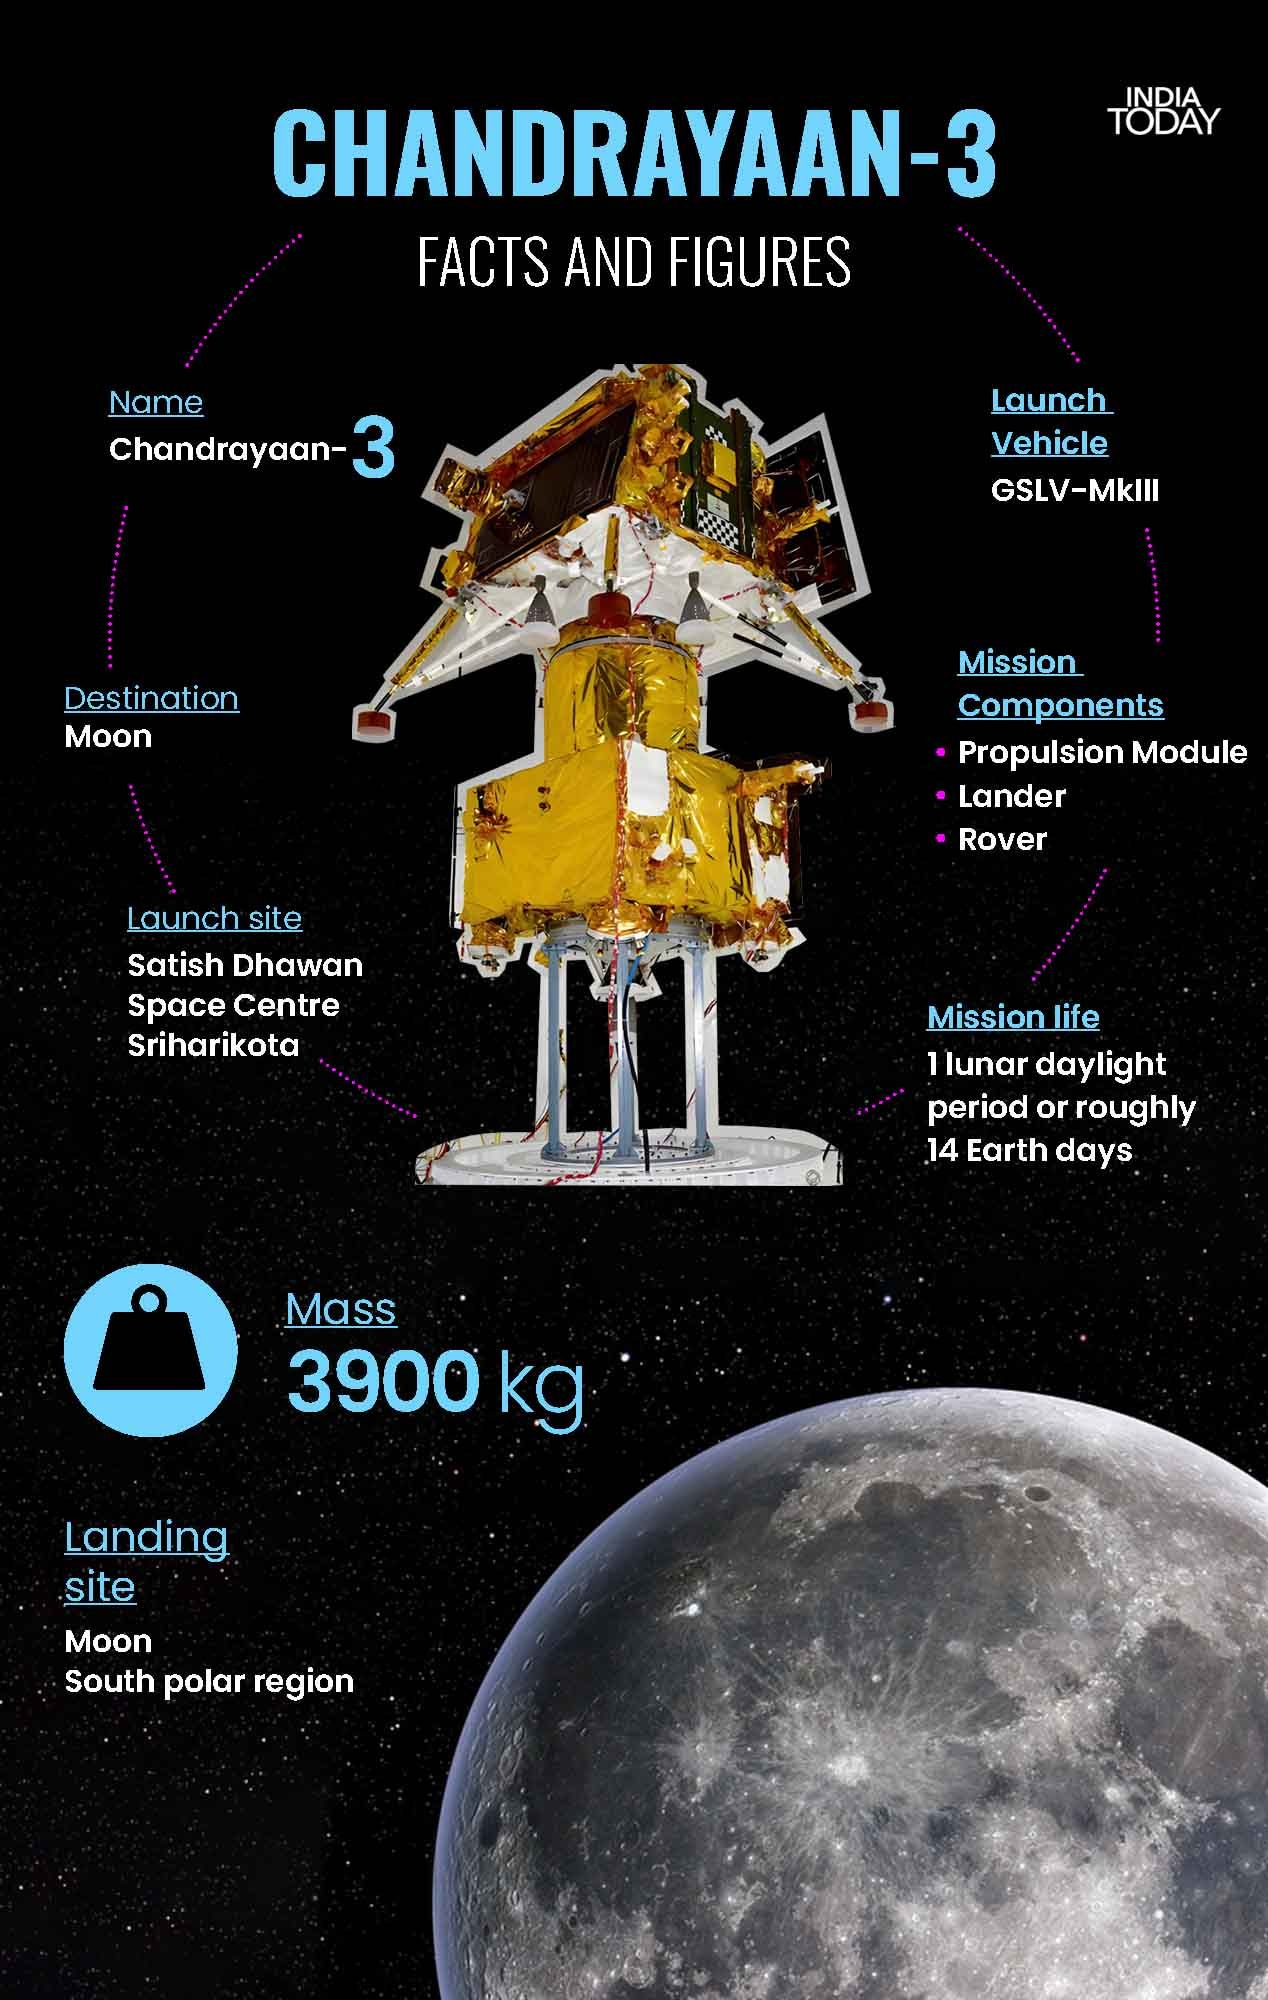 INDIA
TODAY
CHANDRAYAAN-3
FACTS AND FIGURES
Name
Chandrayaan-3
Destination
Moon
Launch site
Satish Dhawan
Space Centre
Sriharikota
Launch
Vehicle
GSLV-MkIII
Mission
Components
• Propulsion Module
• Lander
• Rover
Mission life
1 lunar daylight
period or roughly
14 Earth days
Mass
3900 kg
Landing
site
Moon
South polar region